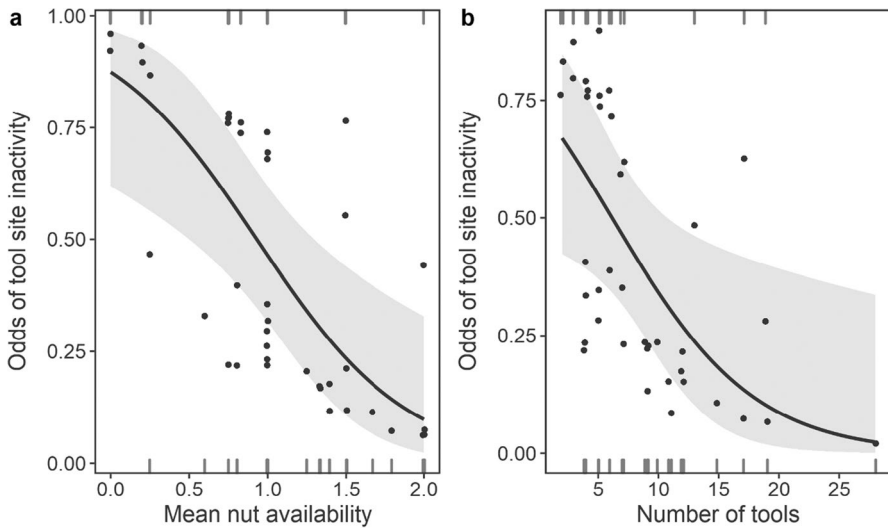 a
b
Odds of tool site inactivity
1.00
0.75
0.50
0.25
0.00
0.0 0.5 1.0 1.5 2.0
Mean nut availability
Odds of tool site inactivity
0.75
0.50
0.25
0.00
5 10 15 20 25
Number of tools